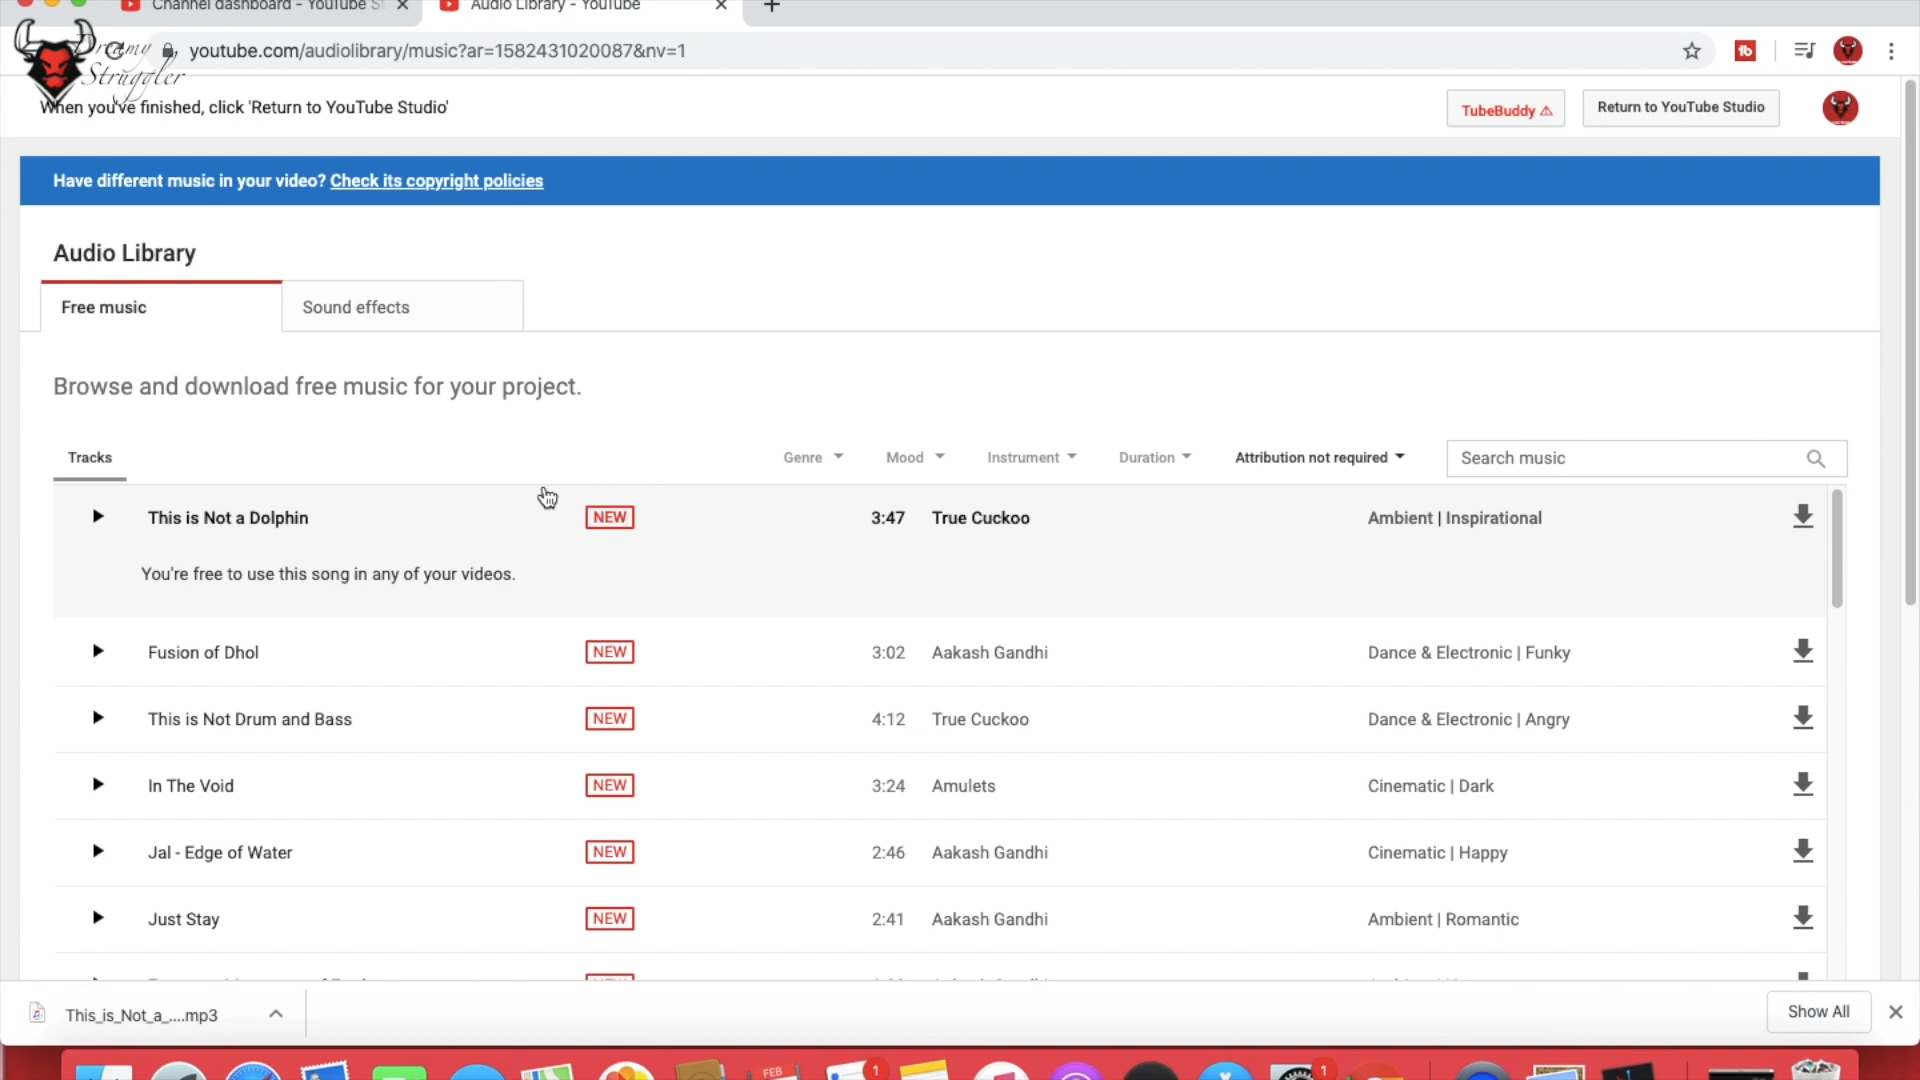 Channel dashboard - YouTube St
Audio Library - YouTube
Dreamy
Struggler
youtube.com/audiolibrary/music?ar=1582431020087&nv=1
When you've finished, click 'Return to YouTube Studio'
TubeBuddy
Return to YouTube Studio
Have different music in your video? Check its copyright policies
Audio Library
Free music
Sound effects
Browse and download free music for your project.
Tracks
Genre
Mood
Instrument
Duration
Attribution not required
Search music
This is Not a Dolphin NEW 3:47 True Cuckoo Ambient | Inspirational
You're free to use this song in any of your videos.
Fusion of Dhol NEW 3:02 Aakash Gandhi Dance & Electronic | Funky
This is Not Drum and Bass NEW 4:12 True Cuckoo Dance & Electronic | Angry
In The Void NEW 3:24 Amulets Cinematic | Dark
Jal - Edge of Water NEW 2:46 Aakash Gandhi Cinematic | Happy
Just Stay NEW 2:41 Aakash Gandhi Ambient | Romantic
This_is_Not_a_....mp3
Show All
FEB
1
1